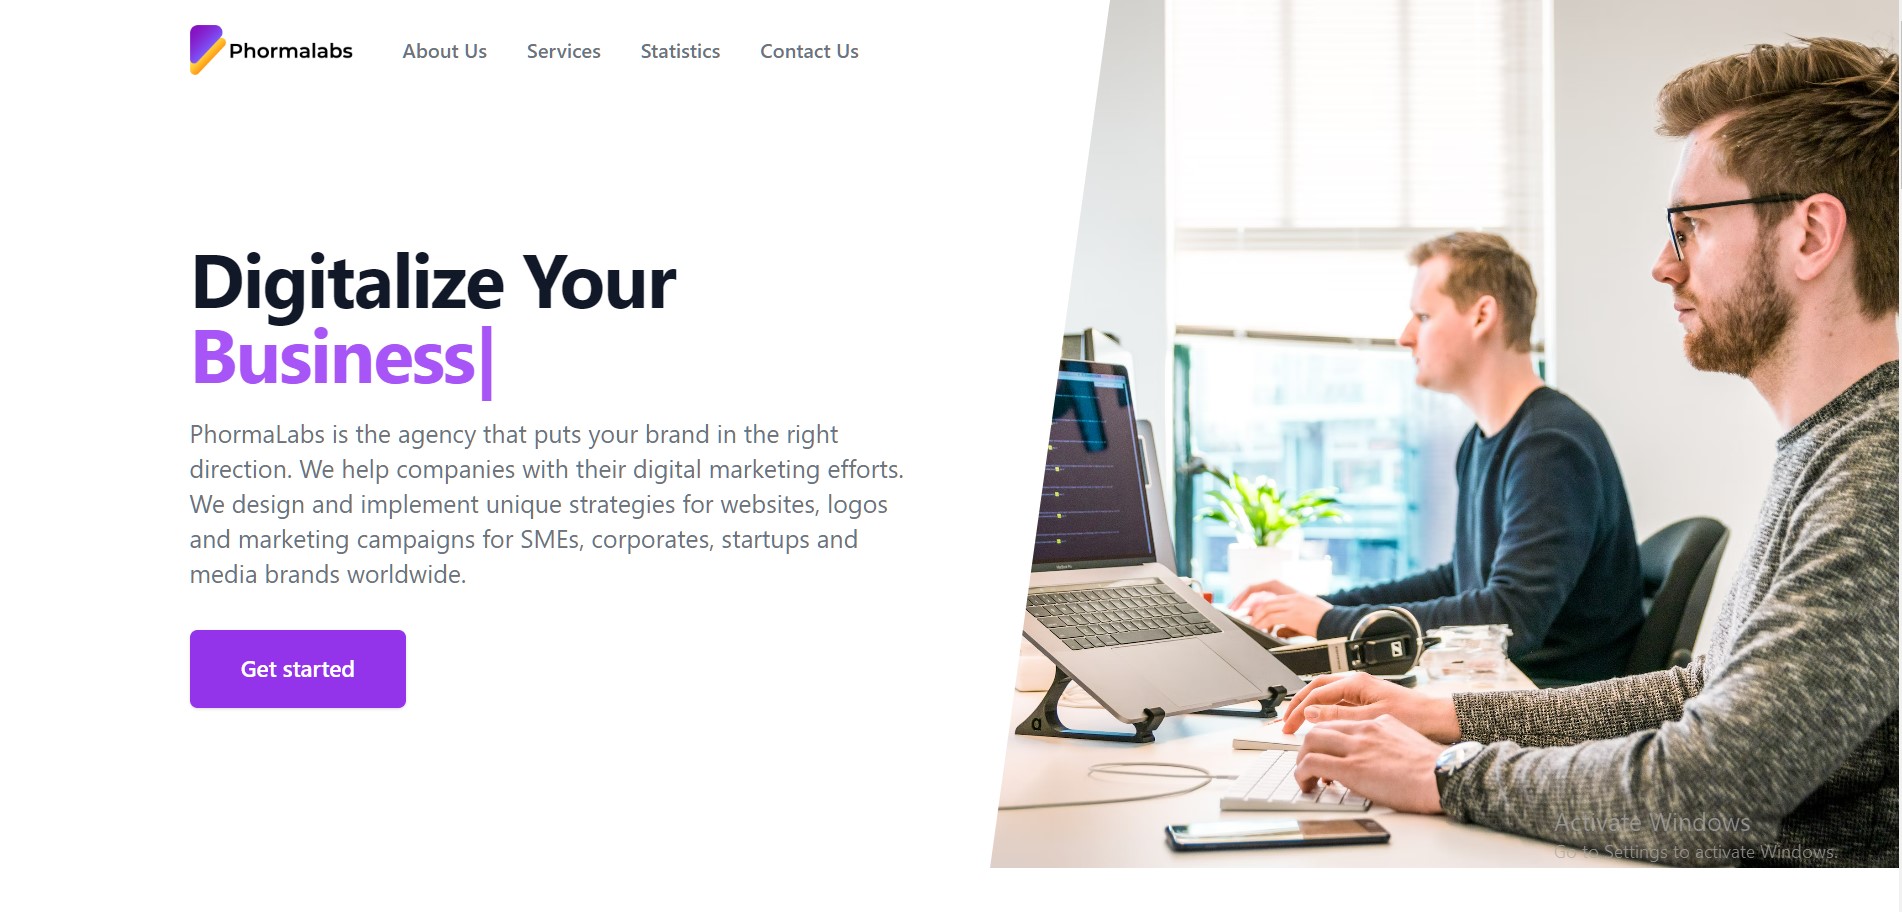 Phormalabs
About Us
Services
Statistics
Contact Us
Digitalize Your
Business|
PhormaLabs is the agency that puts your brand in the right
direction. We help companies with their digital marketing efforts.
We design and implement unique strategies for websites, logos
and marketing campaigns for SMEs, corporates, startups and
media brands worldwide.
Get started
Activate Windows
Go to Settings to activate Windows.